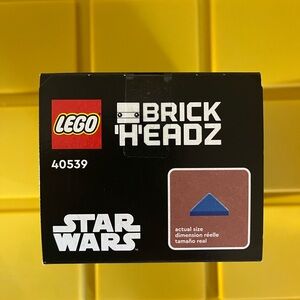 LEGO
BRICK
HEADZ
40539
STAR
WARS
actual size
dimension réelle
tamaño real